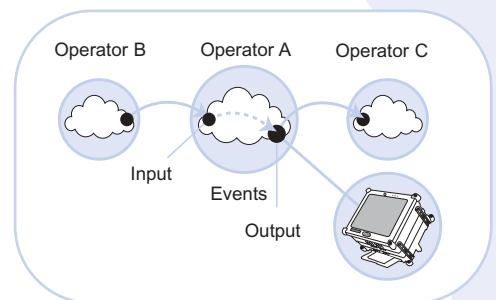 Operator B
Operator A
Operator C
Input
Events
Output